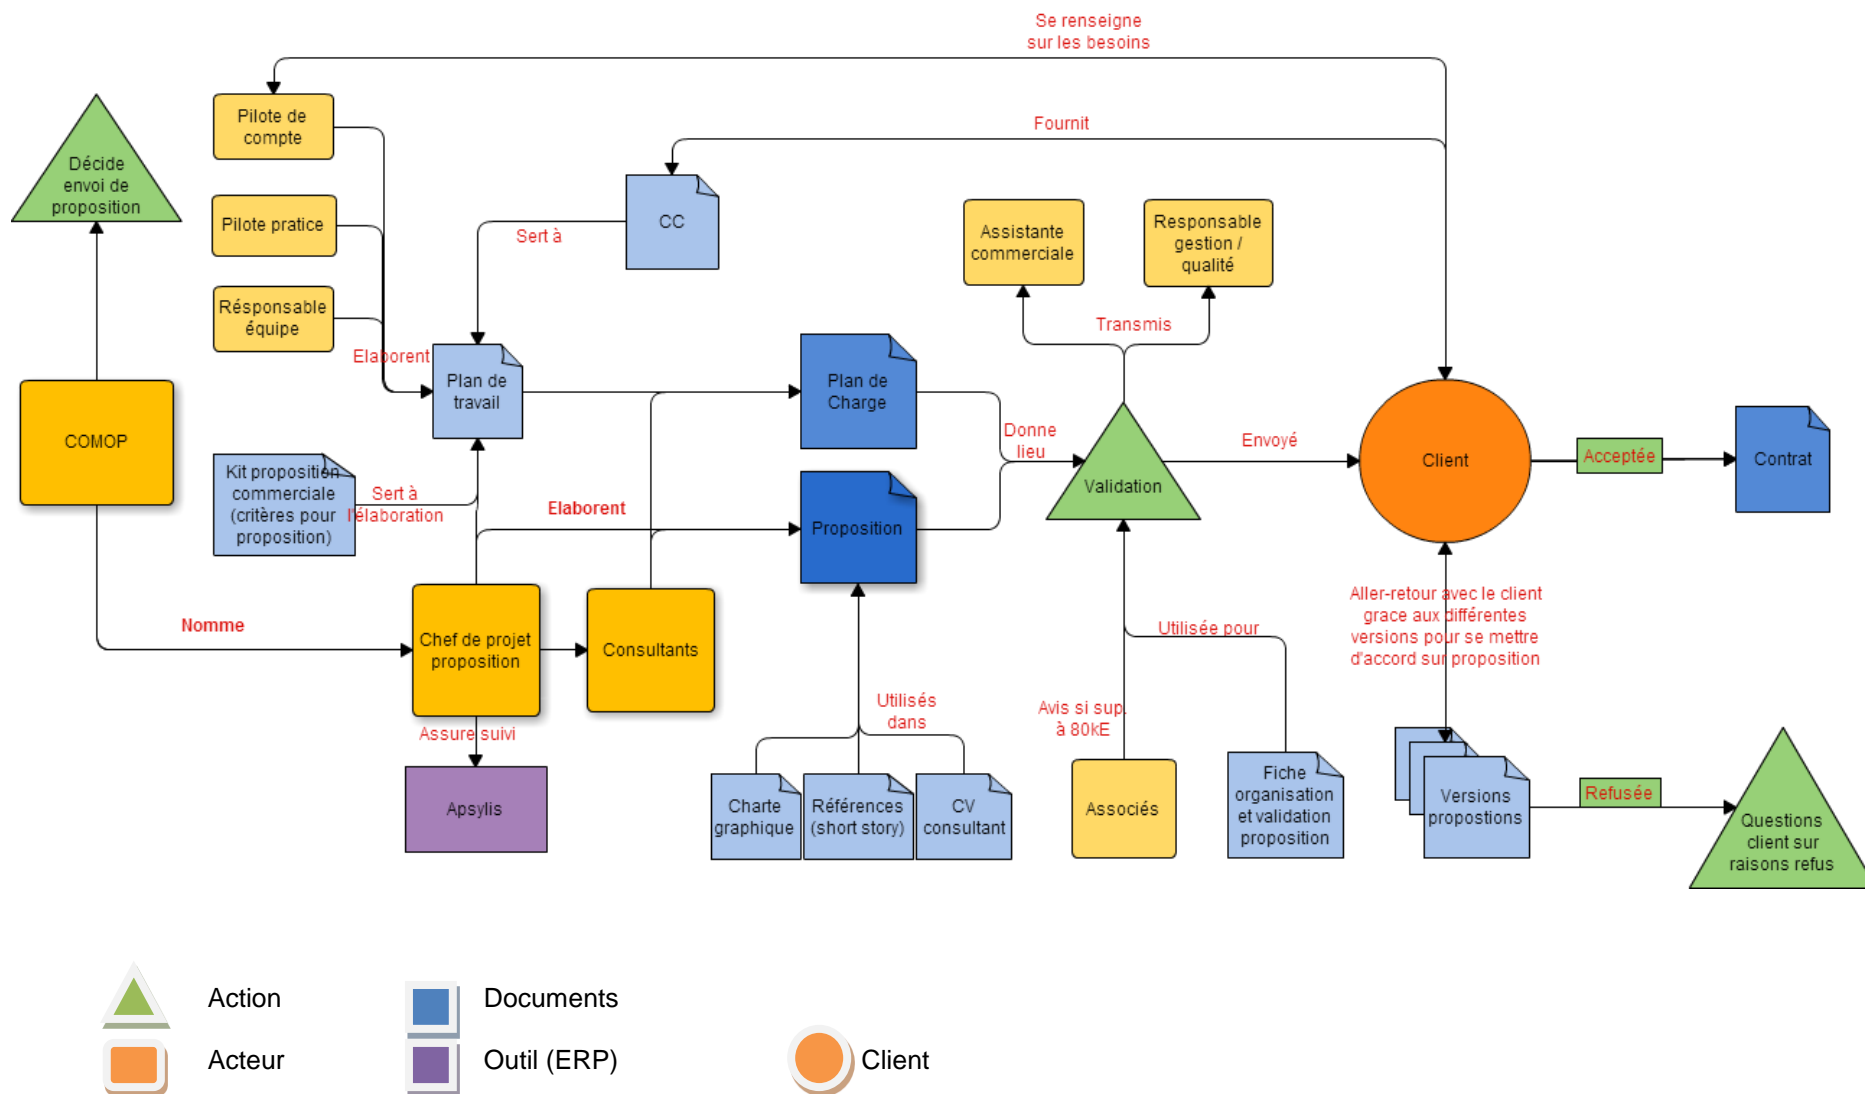 Se renseigne
sur les besoins
Pilote de
compte
Fournit
Décide
envoi de
proposition
Pilote pratice
CC
Sert à
Assistante
commerciale
Responsable
gestion /
qualité
Résponsable
équipe
Transmis
Elaborent
Plan de
travail
Plan de
Charge
COMOP
Donne
lieu
Validation
Envoyé
Client
Acceptée
Contrat
Kit proposition
commerciale
(critères pour
proposition)
Sert à
l'élaboration
Elaborent
Proposition
Nomme
Chef de projet
proposition
Consultants
Utilisée pour
Aller-retour avec le client
grace aux différentes
versions pour se mettre
d'accord sur proposition
Assure suivi
Utilisés
dans
Avis si sup.
à 80kE
Apsylis
Charte
graphique
Références
(short story)
CV
consultant
Associés
Fiche
organisation
et validation
proposition
Versions
propostions
Refusée
Questions
client sur
raisons refus
Action
Documents
Acteur
Outil (ERP)
Client